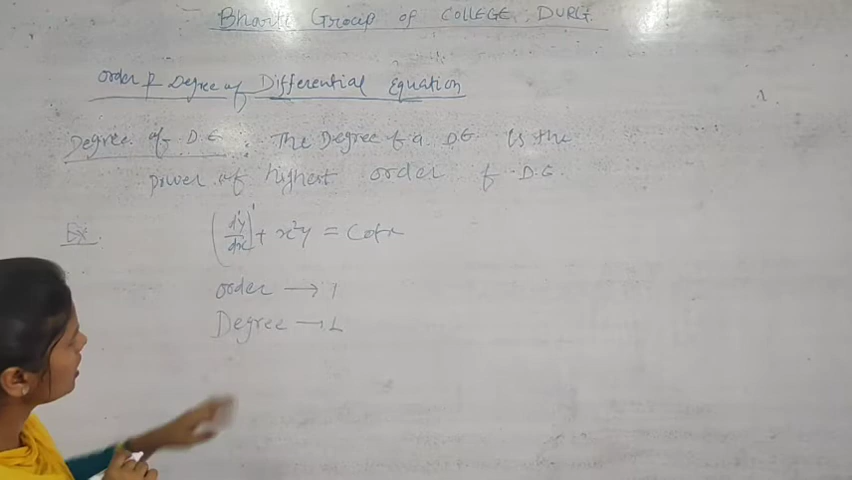 Bharti Group of COLLEGE DURG.
Order & Degree of Differential Equation
Degree of D.E : The Degree of a D.E is the
power of highest order of D.E.
Ex (dy/dx)¹ + x²y = Cotx
order → 1
Degree → 1